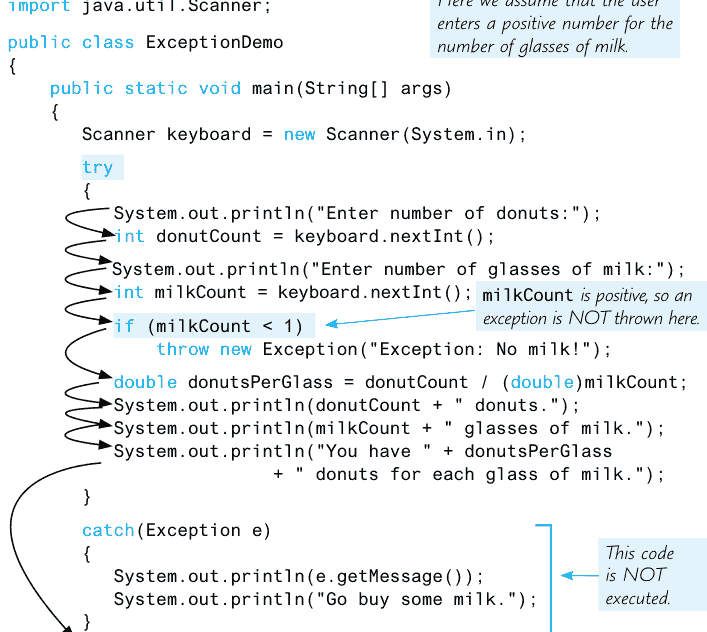 import java.util.Scanner;
Here we assume that the user
enters a positive number for the
number of glasses of milk.
public class ExceptionDemo
{
    public static void main(String[] args)
    {
        Scanner keyboard = new Scanner(System.in);
        try
        {
            System.out.println("Enter number of donuts:");
            int donutCount = keyboard.nextInt();
            System.out.println("Enter number of glasses of milk:");
            int milkCount = keyboard.nextInt();
milkCount is positive, so an
exception is NOT thrown here.
            if (milkCount < 1)
                throw new Exception("Exception: No milk!");
            double donutsPerGlass = donutCount / (double)milkCount;
            System.out.println(donutCount + " donuts.");
            System.out.println(milkCount + " glasses of milk.");
            System.out.println("You have " + donutsPerGlass
                            + " donuts for each glass of milk.");
        }
        catch(Exception e)
        {
            System.out.println(e.getMessage());
            System.out.println("Go buy some milk.");
        }
This code
is NOT
executed.